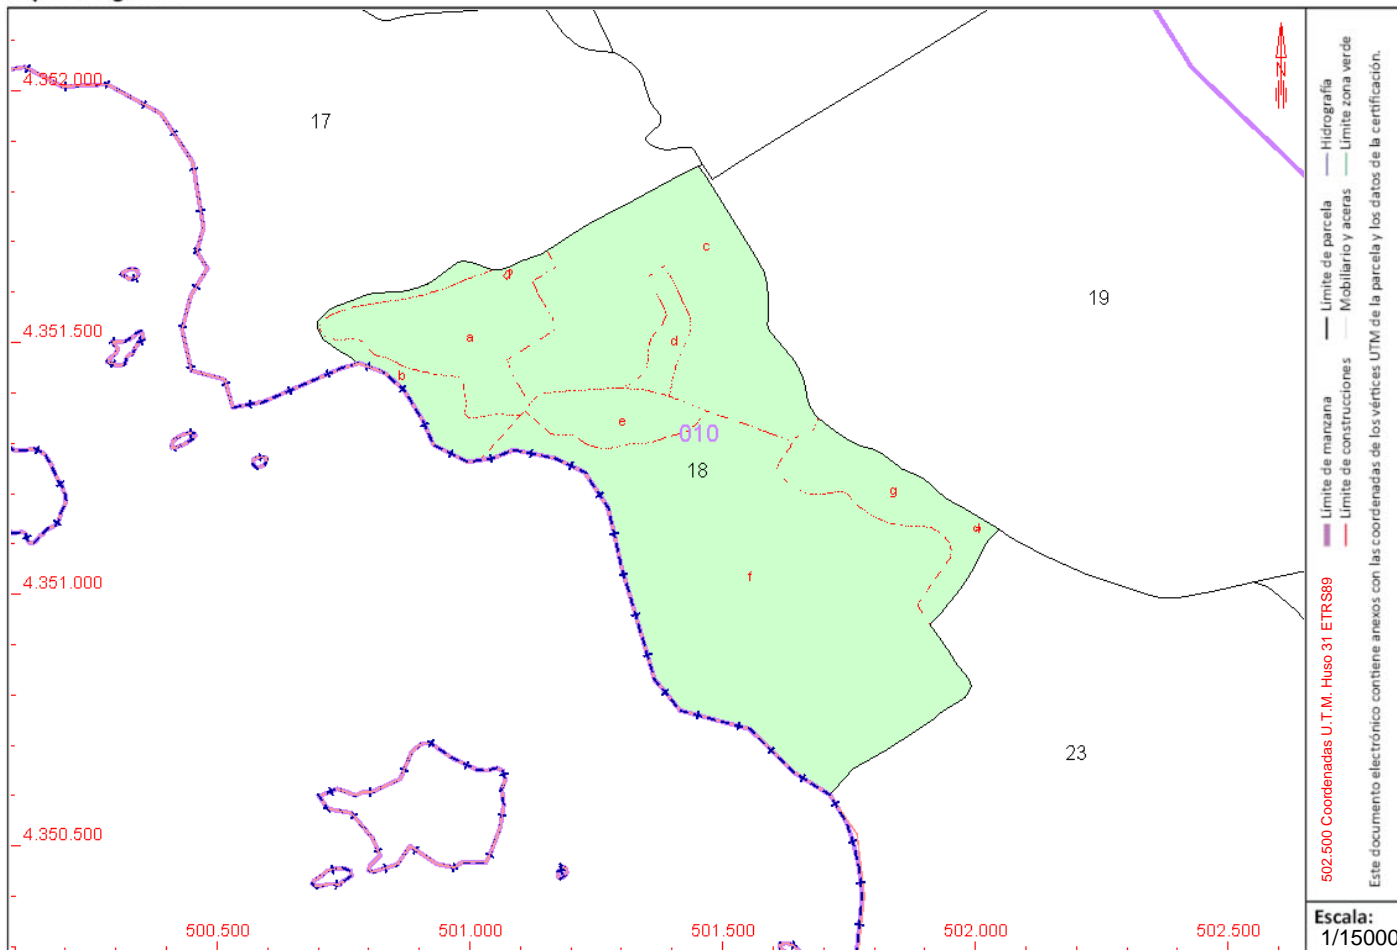 4.352.000
17
N
c
19
4.351.500
a
d
b
e
010
18
g
4.351.000
f
23
4.350.500
500.500
501.000
501.500
502.000
502.500
Límite de manzana
Límite de parcela
Hidrografía
Límite de construcciones
Mobiliario y aceras
Límite zona verde
502.500 Coordenadas U.T.M. Huso 31 ETRS89
Este documento electrónico contiene anexos con las coordenadas de los vértices UTM de la parcela y los datos de la certificación.
Escala:
1/15000